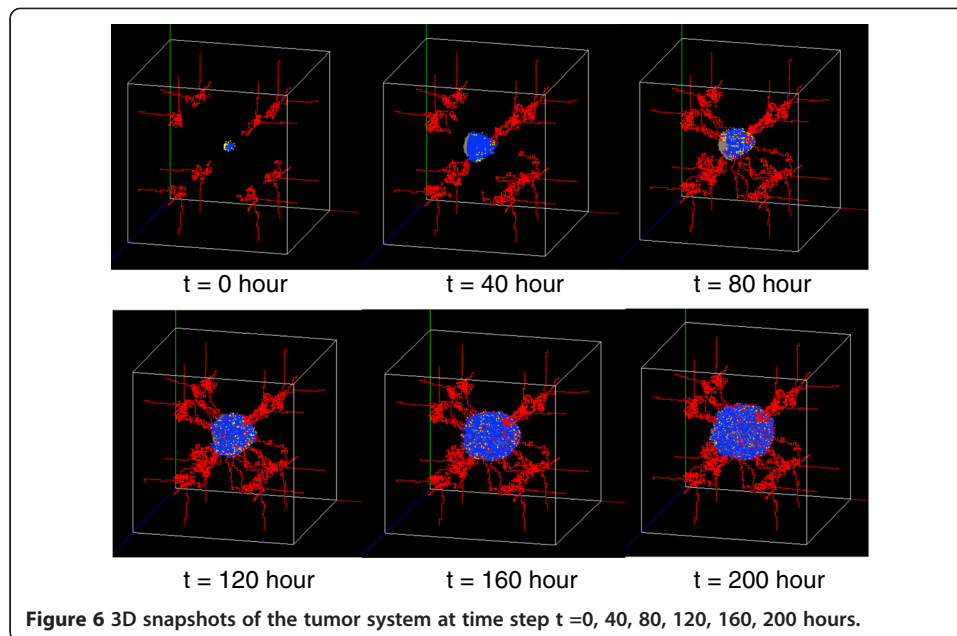 t = 0 hour
t = 40 hour
t = 80 hour
t = 120 hour
t = 160 hour
t = 200 hour
Figure 6 3D snapshots of the tumor system at time step t =0, 40, 80, 120, 160, 200 hours.